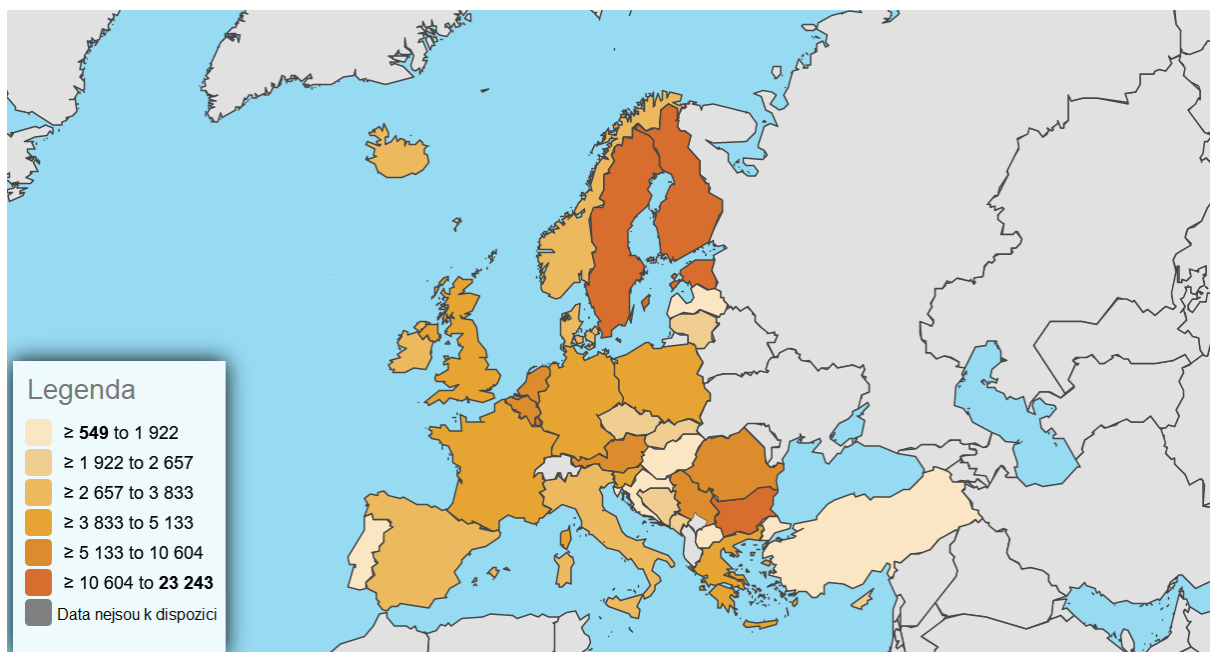 Legenda
≥ 549 to 1 922
≥ 1 922 to 2 657
≥ 2 657 to 3 833
≥ 3 833 to 5 133
≥ 5 133 to 10 604
≥ 10 604 to 23 243
Data nejsou k dispozici